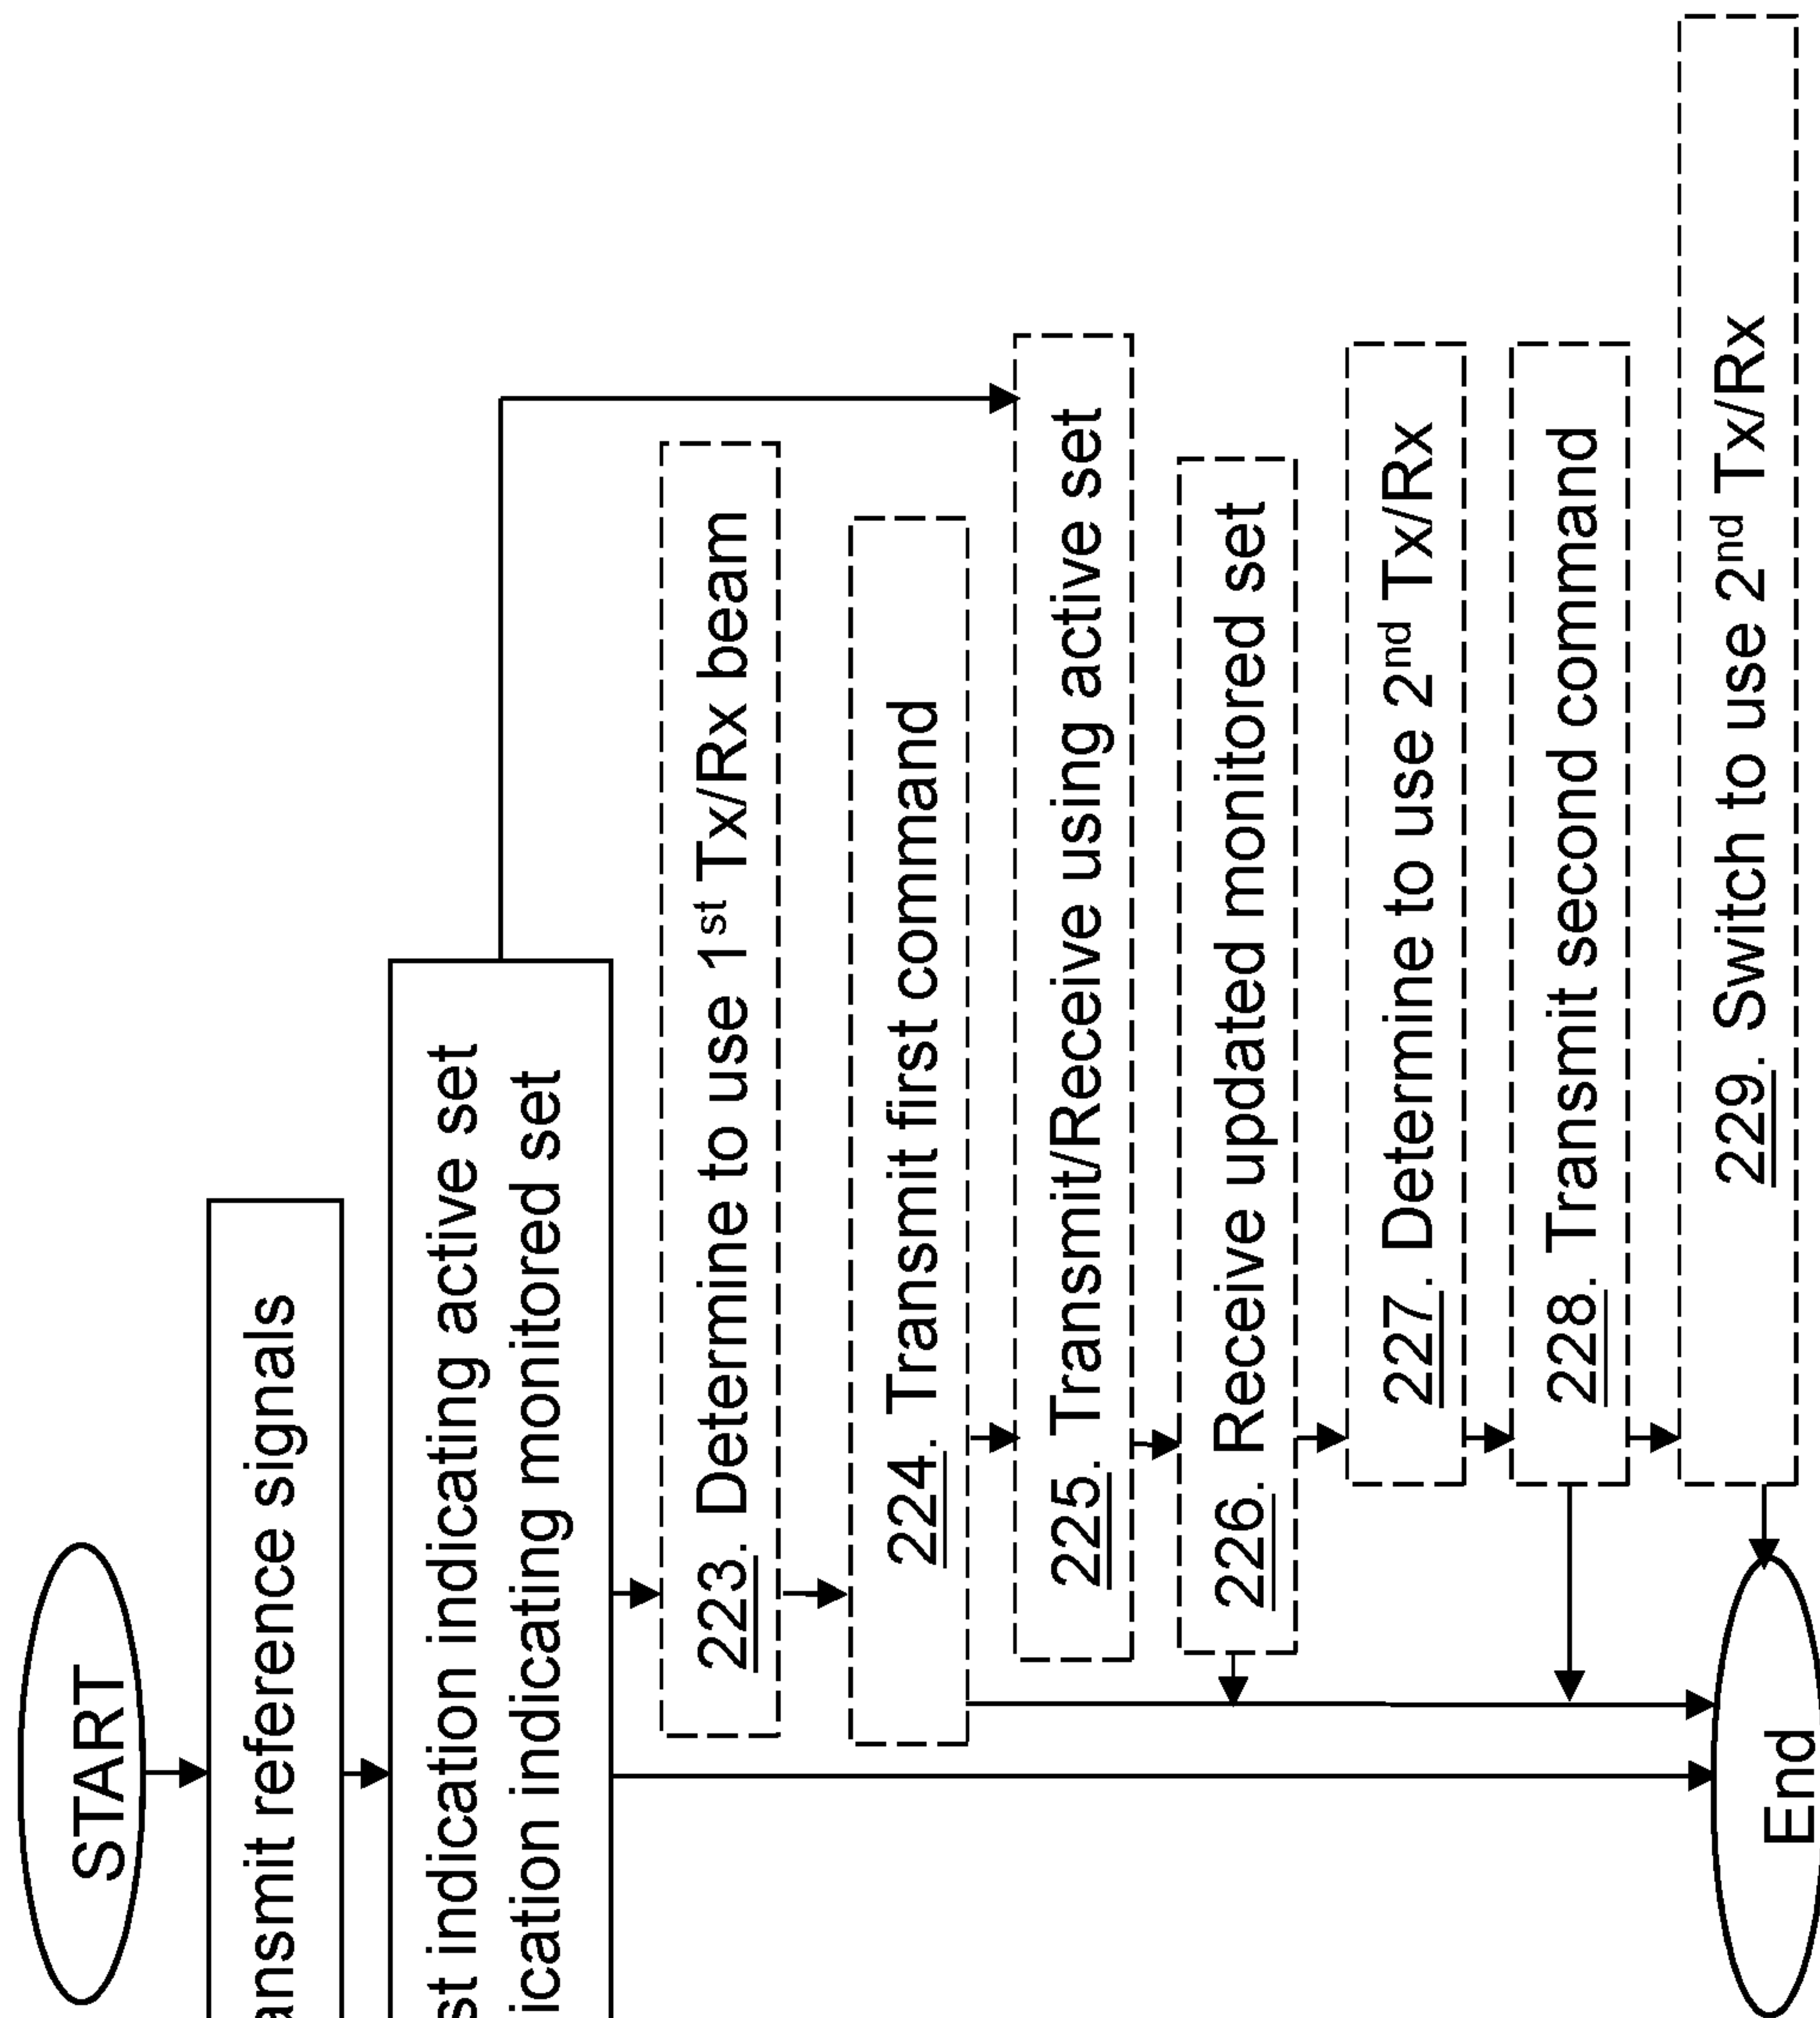 START
ansmit reference signals
st indication indicating active set
ication indicating monitored set
223. Determine to use 1st Tx/Rx beam
224. Transmit first command
225. Transmit/Receive using active set
226. Receive updated monitored set
227. Determine to use 2nd Tx/Rx
228. Transmit second command
229. Switch to use 2nd Tx/Rx
End